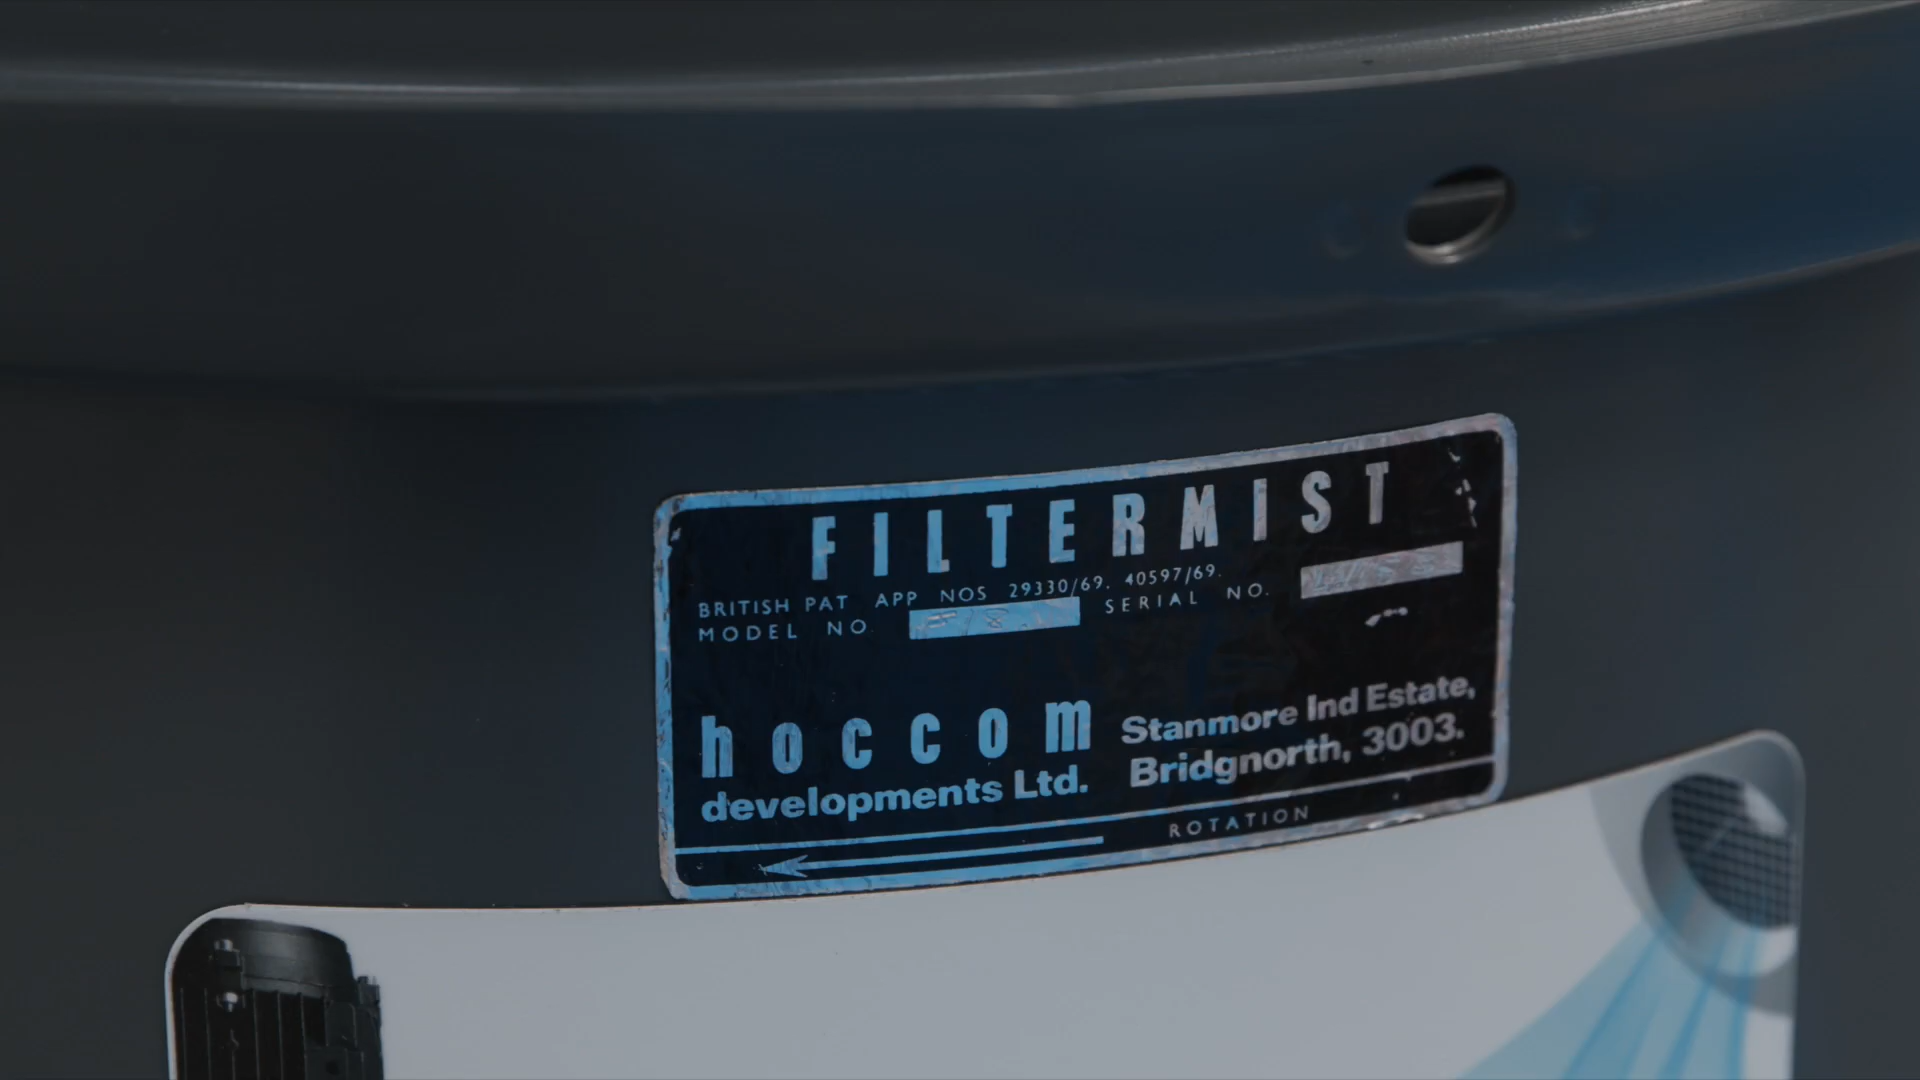 FILTERMIST
BRITISH PAT APP NOS 29330/69. 40597/69.
MODEL NO SERIAL NO.
hoccom
developments Ltd.
Stanmore Ind Estate,
Bridgnorth, 3003.
ROTATION